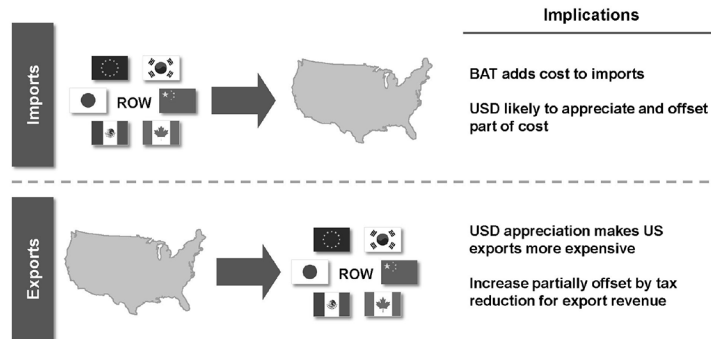 Implications
Imports
ROW
BAT adds cost to imports
USD likely to appreciate and offset
part of cost
Exports
ROW
USD appreciation makes US
exports more expensive
Increase partially offset by tax
reduction for export revenue